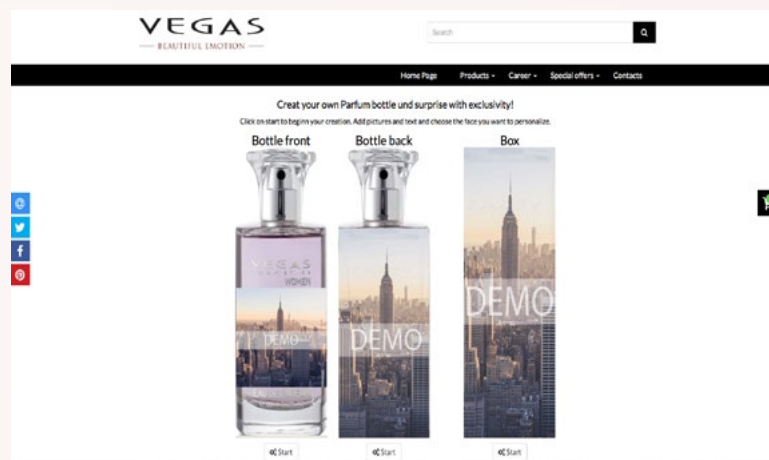 VEGAS
BEAUTIFUL EMOTION
Search
Home Page Products Career Special offers Contacts
Creat your own Parfum bottle und surprise with exclusivity!
Click on start to beginn your creation. Add pictures and text and choose the face you want to personalize.
Bottle front Bottle back Box
VEGAS
WOMEN
DEMO
DEMO
DEMO
Start Start Start